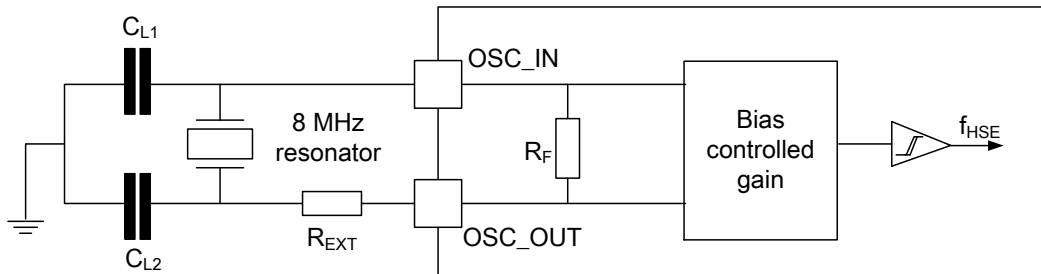 CL1
OSC_IN
8 MHz
resonator
RF
Bias
controlled
gain
fHSE
REXT
OSC_OUT
CL2